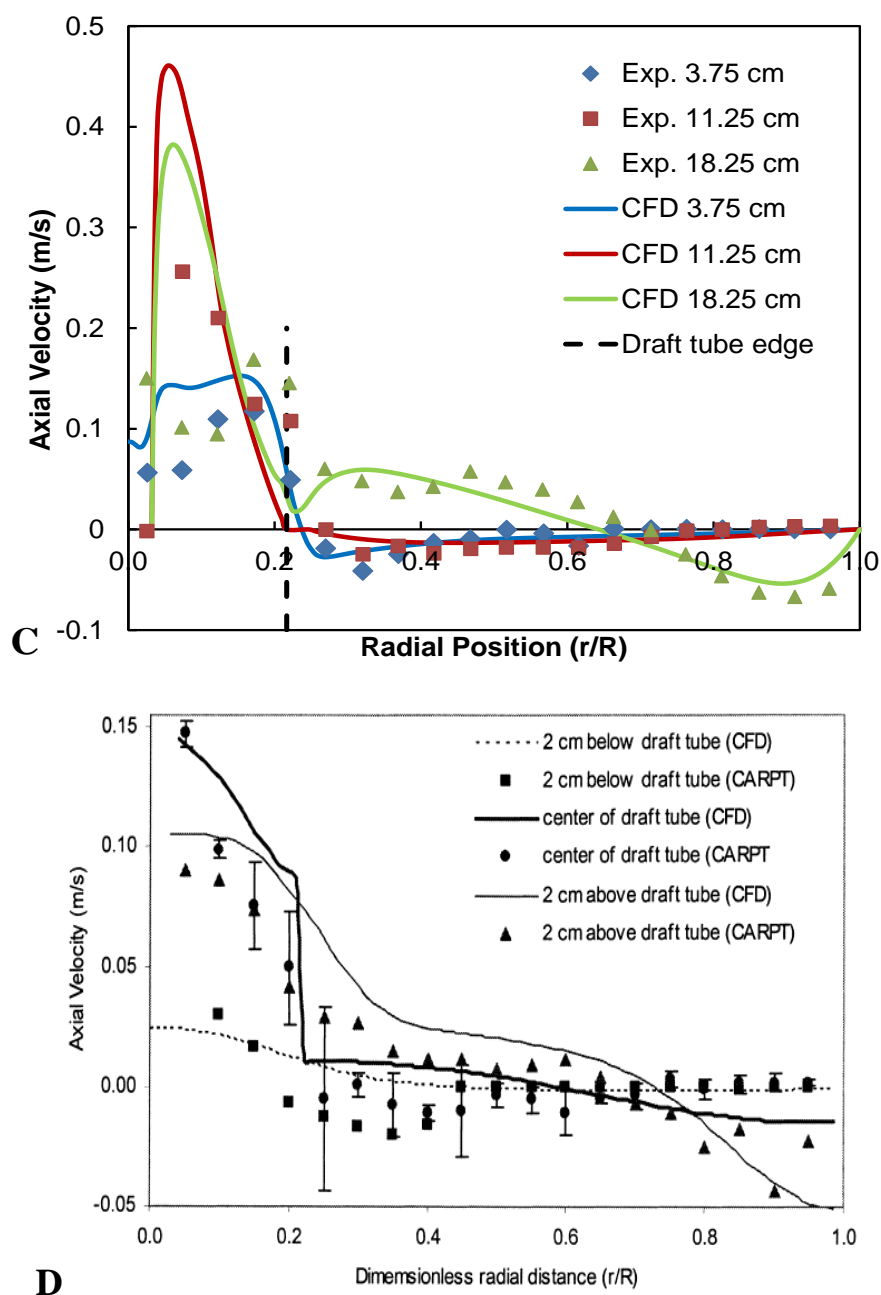 0.5
0.4
0.3
0.2
0.1
0
-0.1
0.0
0.2
0.4
0.6
0.8
1.0
Axial Velocity (m/s)
Radial Position (r/R)
Exp. 3.75 cm
Exp. 11.25 cm
Exp. 18.25 cm
CFD 3.75 cm
CFD 11.25 cm
CFD 18.25 cm
Draft tube edge
C
0.15
0.10
0.05
0.00
-0.05
0.0
0.2
0.4
0.6
0.8
1.0
Axial Velocity (m/s)
Dimemsionless radial distance (r/R)
2 cm below draft tube (CFD)
2 cm below draft tube (CARPT)
center of draft tube (CFD)
center of draft tube (CARPT
2 cm above draft tube (CFD)
2 cm above draft tube (CARPT)
D